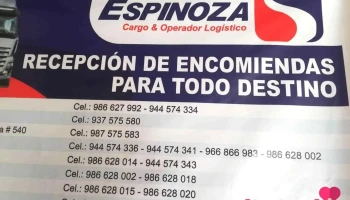 ESPINOZA
Cargo & Operador Logístico
RECEPCIÓN DE ENCOMIENDAS
PARA TODO DESTINO
Cel.: 986 627 992 - 944 574 334
Cel.: 937 575 580
a # 540 Cel.: 987 575 583
Cel.: 944 574 336 - 944 574 341 - 966 866 983 - 986 628 002
Cel.: 986 628 014 - 944 574 343
Cel.: 986 628 002 - 986 628 018
Cel.: 986 628 015 - 986 628 020